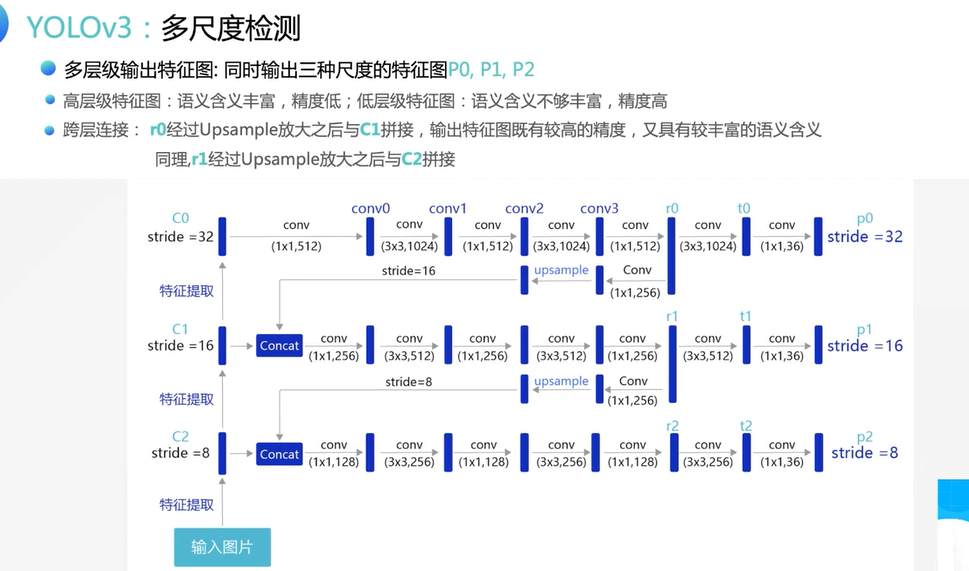 YOLOv3：多尺度检测
多层级输出特征图: 同时输出三种尺度的特征图P0, P1, P2
高层级特征图：语义含义丰富，精度低；低层级特征图：语义含义不够丰富，精度高
跨层连接： r0经过Upsample放大之后与C1拼接，输出特征图既有较高的精度，又具有较丰富的语义含义
同理,r1经过Upsample放大之后与C2拼接
conv0 conv1 conv2 conv3 r0 t0
C0 p0
conv conv conv conv conv conv conv
stride =32 stride =32
(1x1,512) (3x3,1024) (1x1,512) (3x3,1024) (1x1,512) (3x3,1024) (1x1,36)
stride=16 upsample Conv
特征提取 (1x1,256)
r1 t1
C1 p1
conv conv conv conv conv conv conv
stride =16 Concat stride =16
(1x1,256) (3x3,512) (1x1,256) (3x3,512) (1x1,256) (3x3,512) (1x1,36)
stride=8 upsample Conv
特征提取 (1x1,256)
r2 t2
C2 p2
conv conv conv conv conv conv conv
stride =8 Concat stride =8
(1x1,128) (3x3,256) (1x1,128) (3x3,256) (1x1,128) (3x3,256) (1x1,36)
特征提取
输入图片